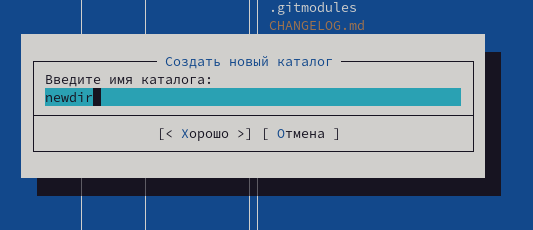 .gitmodules
CHANGELOG.md
Создать новый каталог
Введите имя каталога:
newdir
[< Хорошо >] [ Отмена ]